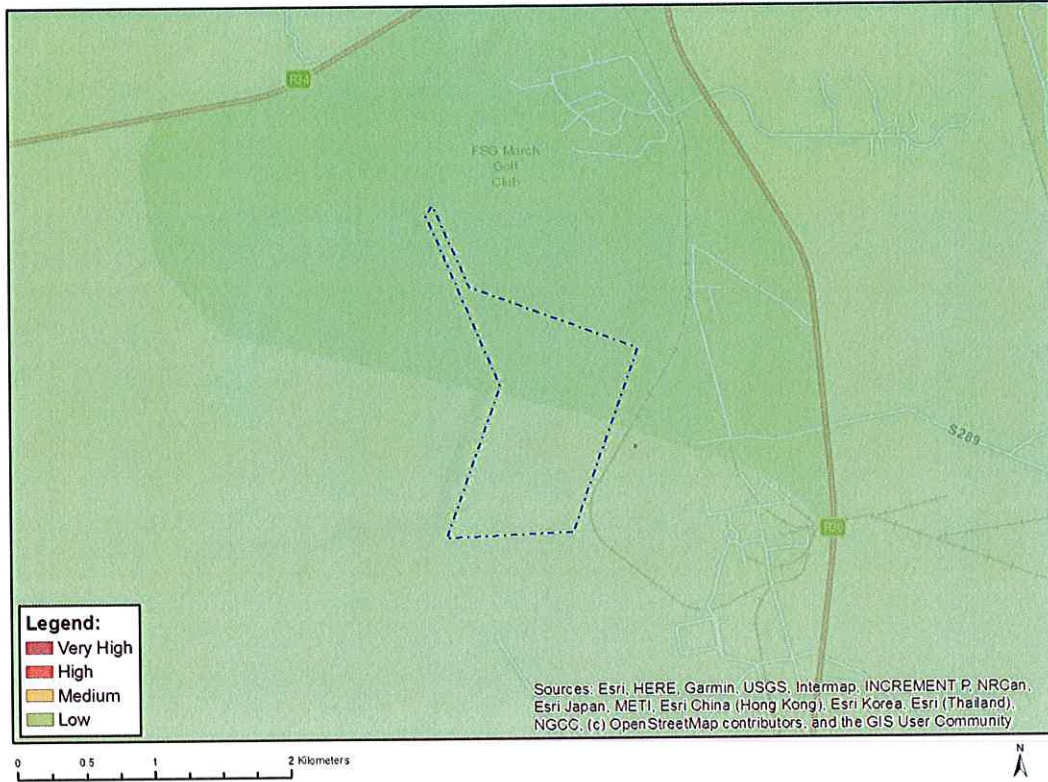 R34
FSG March
Golf
Club
S289
R30
Legend:
Very High
High
Medium
Low
Sources: Esri, HERE, Garmin, USGS, Intermap, INCREMENT P, NRCan,
Esri Japan, METI, Esri China (Hong Kong), Esri Korea, Esri (Thailand),
NGCC, (c) OpenStreetMap contributors, and the GIS User Community
0 0.5 1 2 Kilometers
N